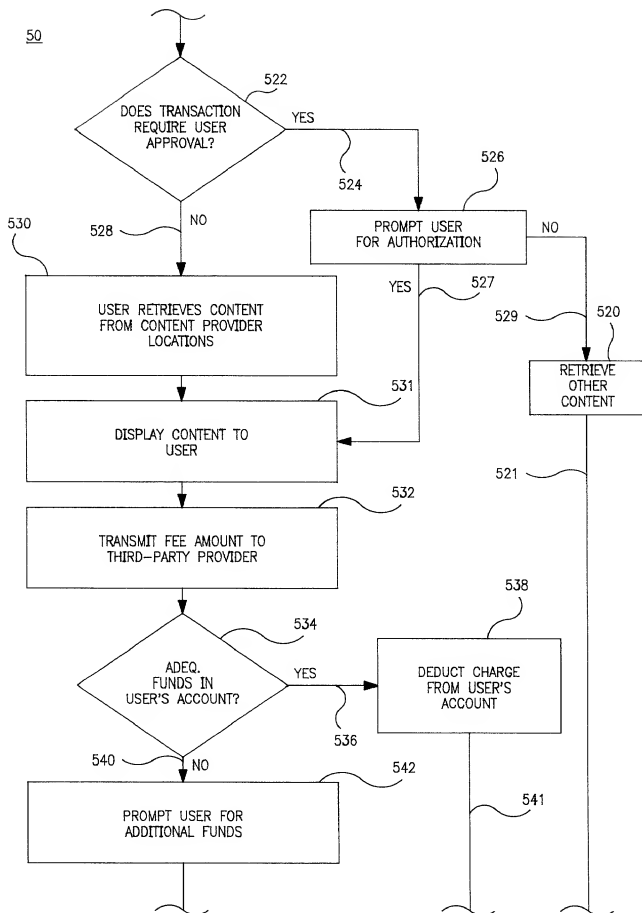 50
522
DOES TRANSACTION
REQUIRE USER
APPROVAL?
YES
524
526
PROMPT USER
FOR AUTHORIZATION
NO
530
528
NO
YES
527
529
520
USER RETRIEVES CONTENT
FROM CONTENT PROVIDER
LOCATIONS
RETRIEVE
OTHER
CONTENT
531
DISPLAY CONTENT TO
USER
521
532
TRANSMIT FEE AMOUNT TO
THIRD-PARTY PROVIDER
534
538
ADEQ.
FUNDS IN
USER'S ACCOUNT?
YES
536
DEDUCT CHARGE
FROM USER'S
ACCOUNT
540
NO
542
PROMPT USER FOR
ADDITIONAL FUNDS
541